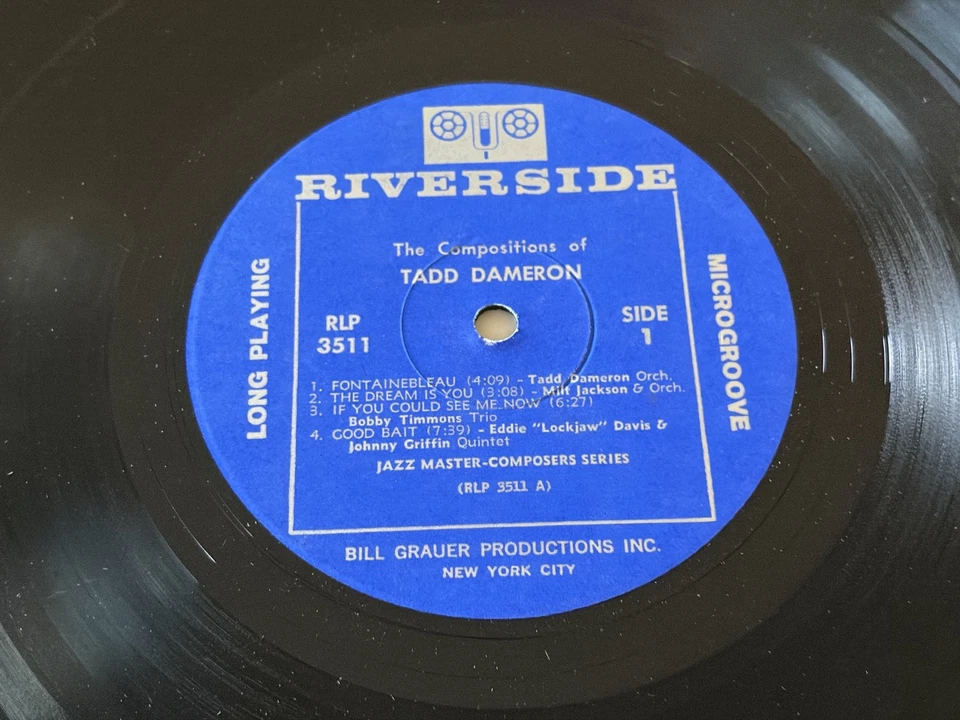 RIVERSIDE
The Compositions of
TADD DAMERON
LONG PLAYING
MICROGROOVE
RLP
3511
SIDE
1
1. FONTAINEBLEAU (4:09) – Tadd Dameron Orch.
2. THE DREAM IS YOU (3:08) – Milt Jackson & Orch.
3. IF YOU COULD SEE ME NOW (6:27)
Bobby Timmons Trio
4. GOOD BAIT (7:39) – Eddie "Lockjaw" Davis &
Johnny Griffin Quintet
JAZZ MASTER-COMPOSERS SERIES
(RLP 3511 A)
BILL GRAUER PRODUCTIONS INC.
NEW YORK CITY